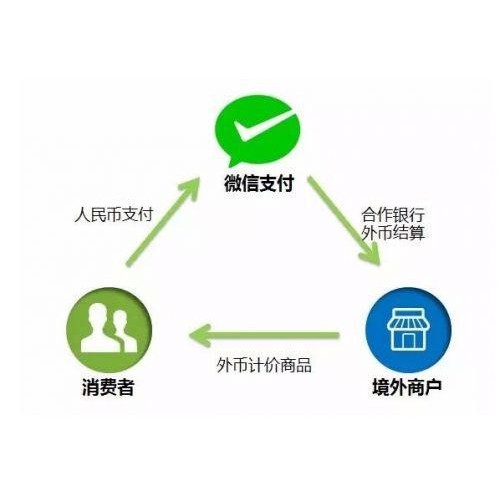 微信支付
人民币支付
合作银行
外币结算
外币计价商品
消费者
境外商户